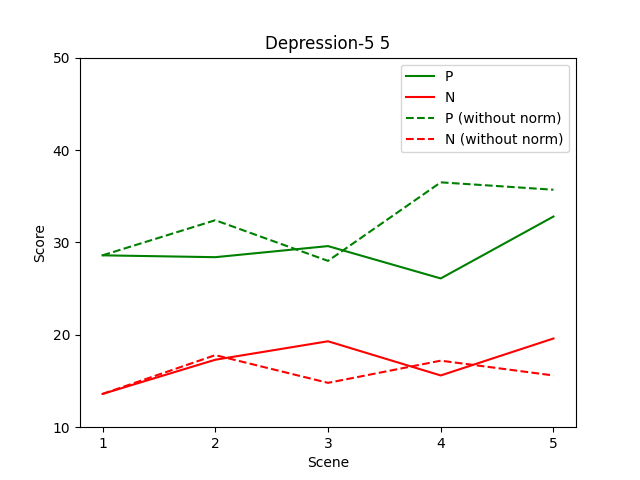 Depression-5 5
50
40
30
20
10
Score
P
N
P (without norm)
N (without norm)
1 2 3 4 5
Scene